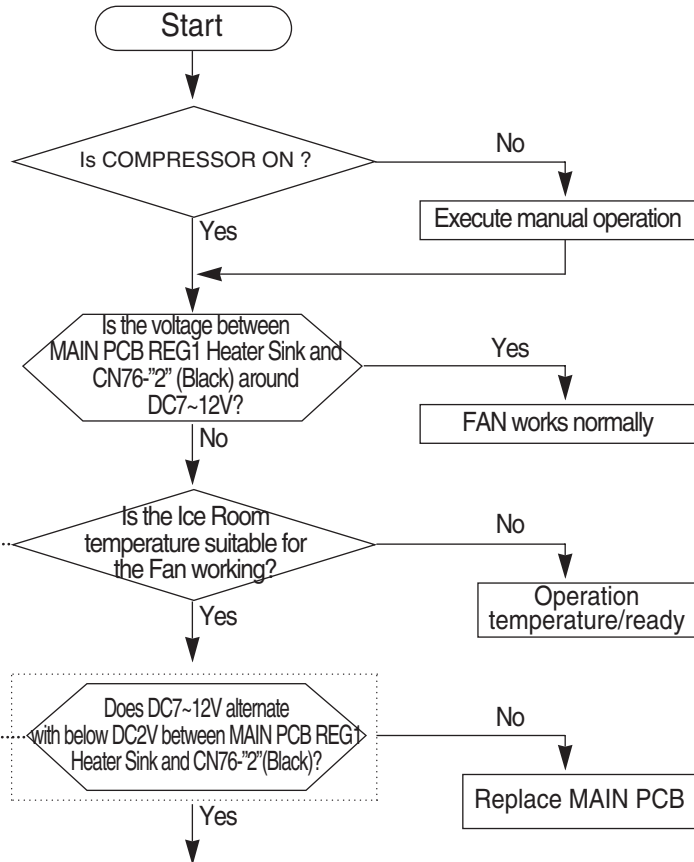 Start
Is COMPRESSOR ON ?
No
Execute manual operation
Yes
Is the voltage between
MAIN PCB REG1 Heater Sink and
CN76-”2” (Black) around
DC7~12V?
Yes
FAN works normally
No
Is the Ice Room
temperature suitable for
the Fan working?
No
Operation
temperature/ready
Yes
Does DC7~12V alternate
with below DC2V between MAIN PCB REG1
Heater Sink and CN76-”2”(Black)?
No
Replace MAIN PCB
Yes